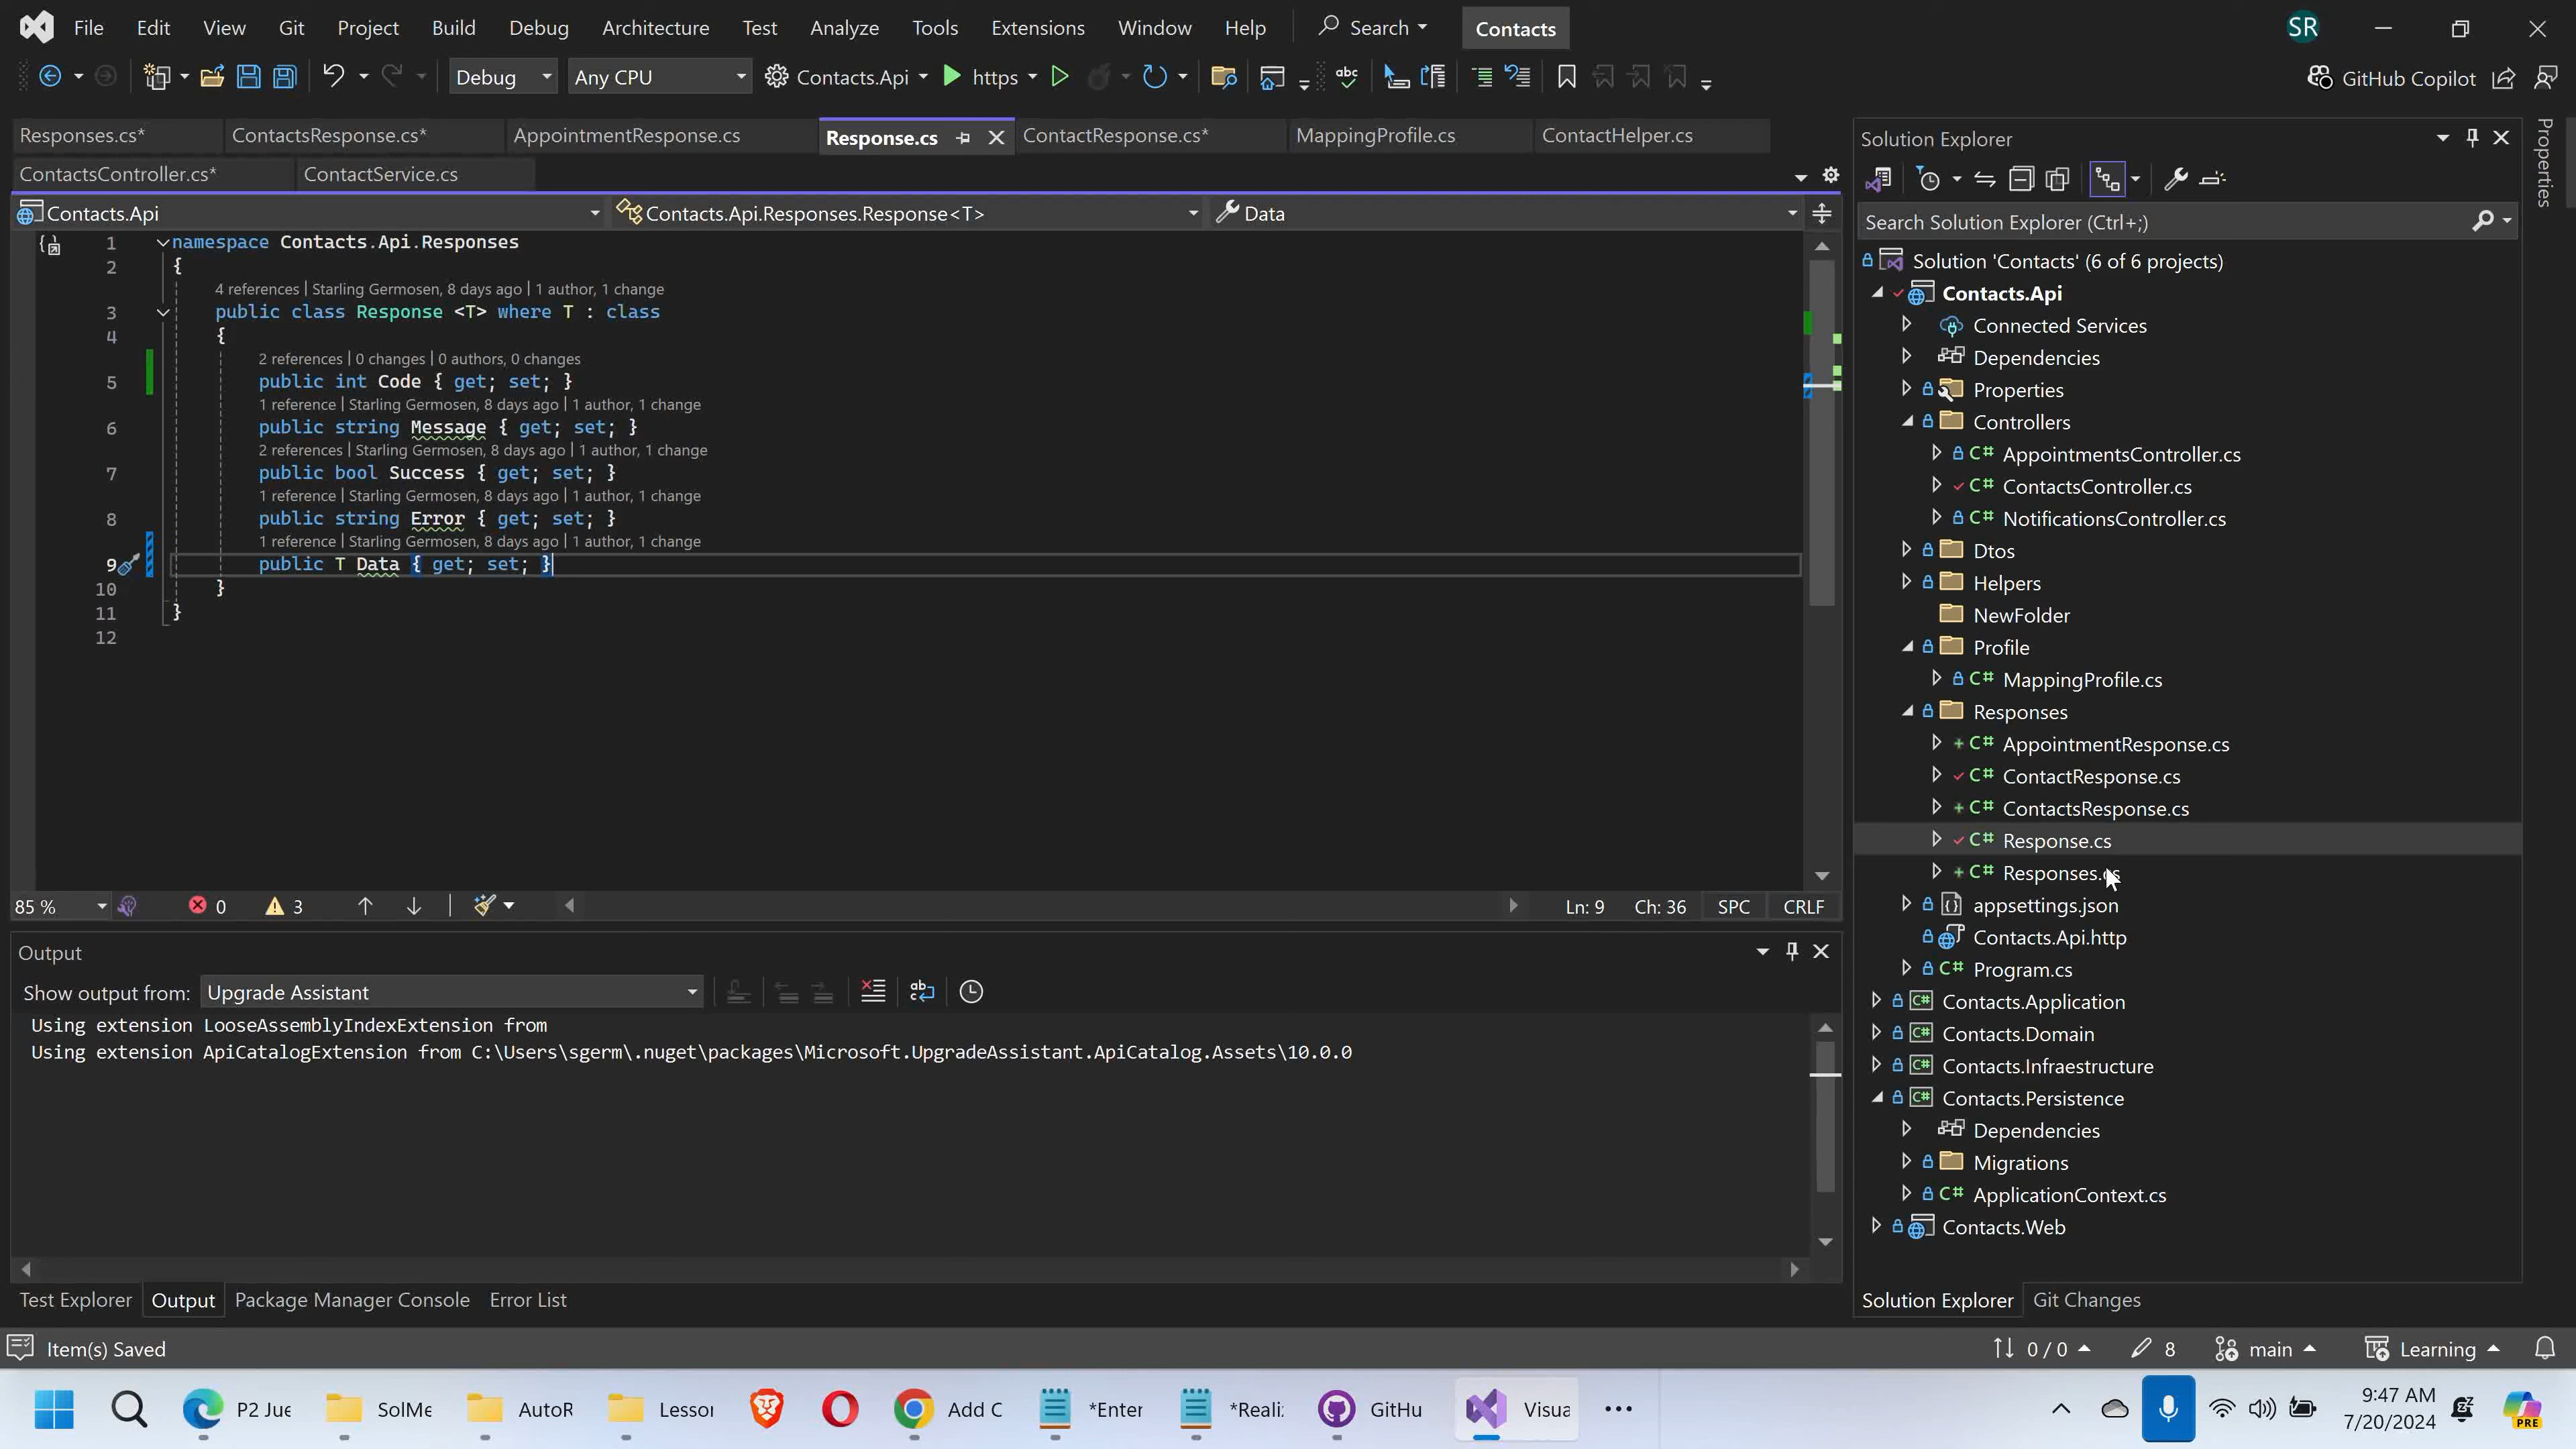 File Edit View Git Project Build Debug Architecture Test Analyze Tools Extensions Window Help Search Contacts SR
Debug Any CPU Contacts.Api https GitHub Copilot
Responses.cs* ContactsResponse.cs* AppointmentResponse.cs Response.cs ContactResponse.cs* MappingProfile.cs ContactHelper.cs
ContactsController.cs* ContactService.cs
Contacts.Api Contacts.Api.Responses.Response<T> Data
1 namespace Contacts.Api.Responses
2 {
4 references | Starling Germosen, 8 days ago | 1 author, 1 change
3 public class Response <T> where T : class
4 {
2 references | 0 changes | 0 authors, 0 changes
5 public int Code { get; set; }
1 reference | Starling Germosen, 8 days ago | 1 author, 1 change
6 public string Message { get; set; }
2 references | Starling Germosen, 8 days ago | 1 author, 1 change
7 public bool Success { get; set; }
1 reference | Starling Germosen, 8 days ago | 1 author, 1 change
8 public string Error { get; set; }
1 reference | Starling Germosen, 8 days ago | 1 author, 1 change
9 public T Data { get; set; }
10 }
11 }
12
85 % 0 3 Ln: 9 Ch: 36 SPC CRLF
Output
Show output from: Upgrade Assistant
Using extension LooseAssemblyIndexExtension from
Using extension ApiCatalogExtension from C:\Users\sgerm\.nuget\packages\Microsoft.UpgradeAssistant.ApiCatalog.Assets\10.0.0
Test Explorer Output Package Manager Console Error List
Solution Explorer
Search Solution Explorer (Ctrl+;)
Solution 'Contacts' (6 of 6 projects)
Contacts.Api
Connected Services
Dependencies
Properties
Controllers
C# AppointmentsController.cs
C# ContactsController.cs
C# NotificationsController.cs
Dtos
Helpers
NewFolder
Profile
C# MappingProfile.cs
Responses
C# AppointmentResponse.cs
C# ContactResponse.cs
C# ContactsResponse.cs
C# Response.cs
C# Responses.cs
appsettings.json
Contacts.Api.http
C# Program.cs
C# Contacts.Application
C# Contacts.Domain
C# Contacts.Infraestructure
C# Contacts.Persistence
Dependencies
Migrations
C# ApplicationContext.cs
Contacts.Web
Solution Explorer Git Changes
Properties
Item(s) Saved 0 / 0 8 main Learning
P2 Jue SolMe AutoR Lessor Add C *Enter *Reali: GitHu Visua 9:47 AM
7/20/2024
PRE